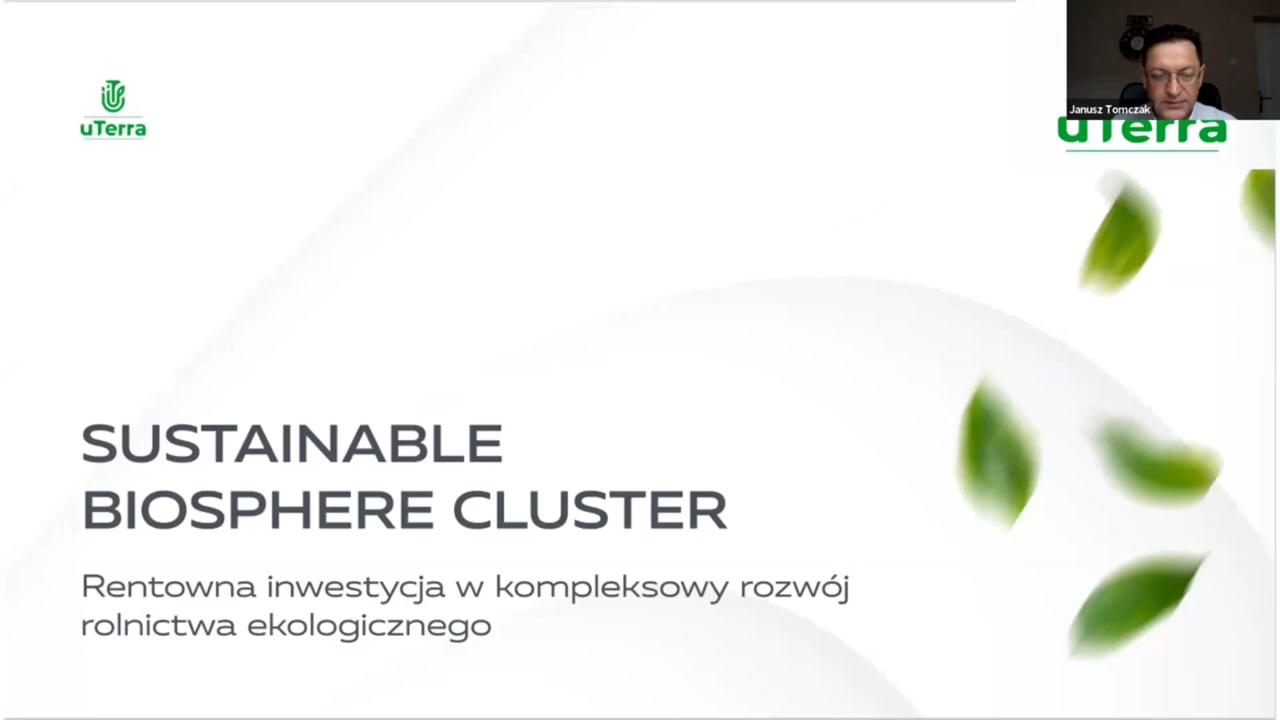 uTerra
Janusz Tomczak
uTerra
SUSTAINABLE
BIOSPHERE CLUSTER
Rentowna inwestycja w kompleksowy rozwój
rolnictwa ekologicznego